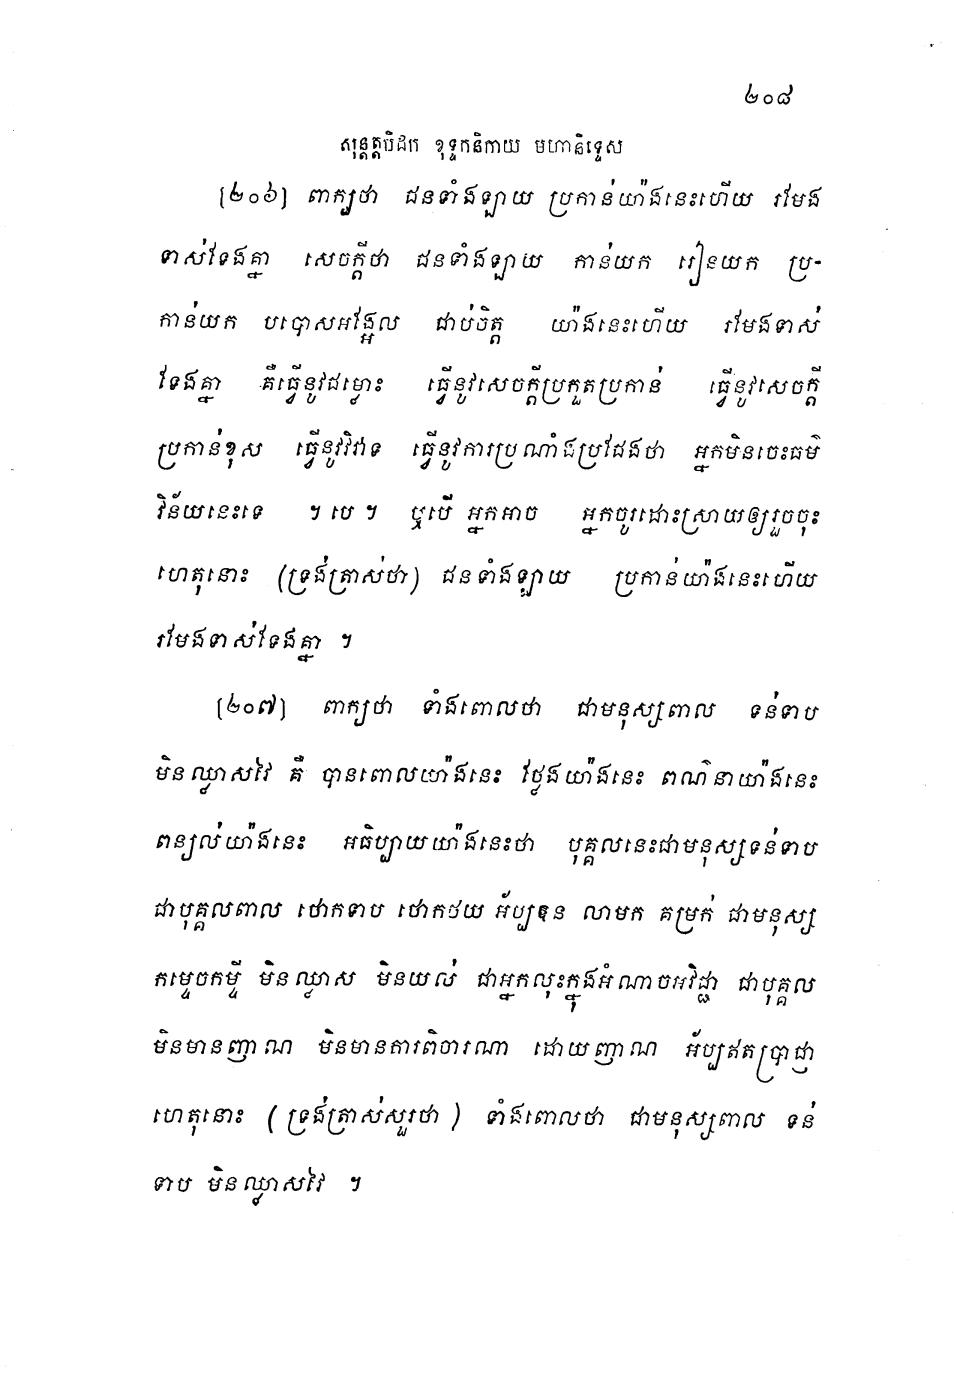 ២០៨
សុន្តត្តបិដក ខុទ្ទកនិកាយ មហានិទ្ទេស
[២០៦] ពាក្យថា ជនទាំងឡាយ ប្រកាន់យ៉ាងនេះហើយ រមែង
ទាស់ទែងគ្នា សេចក្តីថា ជនទាំងឡាយ កាន់យក រៀនយក ប្រ-
កាន់យក បបោសអង្អែល ជាប់ចិត្ត យ៉ាងនេះហើយ រមែងទាស់
ទែងគ្នា គឺធ្វើនូវជម្លោះ ធ្វើនូវសេចក្តីប្រកួតប្រកាន់ ធ្វើនូវសេចក្តី
ប្រកាន់ខុស ធ្វើនូវវិវាទ ធ្វើនូវការប្រណាំងប្រជែងថា អ្នកមិនចេះធម៌
វិន័យនេះទេ ។ បេ ។ ឬបើ អ្នកអាច អ្នកចូរដោះស្រាយឲ្យរួចចុះ
ហេតុនោះ (ទ្រង់ត្រាស់ថា) ជនទាំងឡាយ ប្រកាន់យ៉ាងនេះហើយ
រមែងទាស់ទែងគ្នា ។
[២០៧] ពាក្យថា ទាំងពោលថា ជាមនុស្សពាល ទន់ទាប
មិនឈ្លាសវៃ គឺ បានពោលយ៉ាងនេះ ថ្លែងយ៉ាងនេះ ពណ៌នាយ៉ាងនេះ
ពន្យល់យ៉ាងនេះ អធិប្បាយយ៉ាងនេះថា បុគ្គលនេះជាមនុស្សទន់ទាប
ជាបុគ្គលពាល ថោកទាប ថោកថយ អ័ប្បឱន លាមក គម្រក់ ជាមនុស្ស
កម្ទេចកម្ទី មិនឈ្លាស មិនយល់ ជាអ្នកលុះក្នុងអំណាចអវិជ្ជា ជាបុគ្គល
មិនមានញាណ មិនមានការពិចារណា ដោយញាណ អ័ប្បឥតប្រាជ្ញា
ហេតុនោះ ( ទ្រង់ត្រាស់សួរថា ) ទាំងពោលថា ជាមនុស្សពាល ទន់
ទាប មិនឈ្លាសវៃ ។